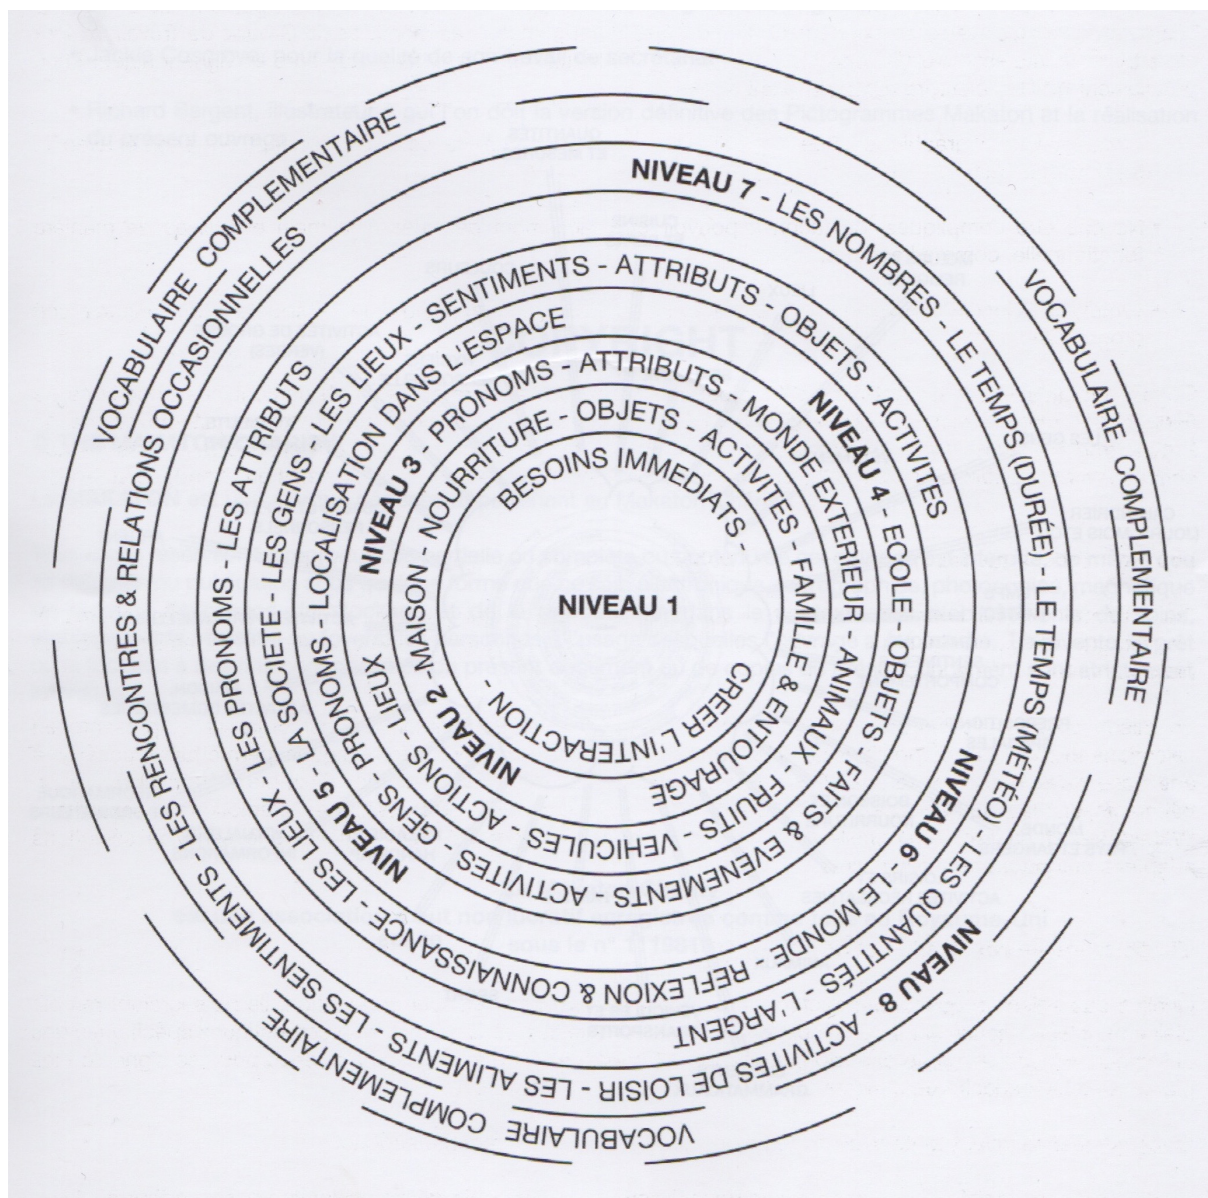 NIVEAU 1
BESOINS IMMEDIATS
CREER L'INTERACTION -
NIVEAU 2 - MAISON - NOURRITURE - OBJETS - ACTIVITES - FAMILLE & ENTOURAGE
NIVEAU 3 - PRONOMS - ATTRIBUTS - MONDE EXTERIEUR -ANIMAUX - FRUITS - VEHICULES - ACTIONS LIEUX
NIVEAU 4 - ECOLE - OBJETS - FAITS & EVENEMENTS - ACTIVITES - GENS - PRONOMS LOCALISATION DANS L'ESPACE
NIVEAU 5 - LA SOCIETE - LES GENS - LES LIEUX - SENTIMENTS - ATTRIBUTS - OBJETS - ACTIVITES
NIVEAU 6 - LE MONDE - REFLEXION & CONNAISSANCE - LES LIEUX LES PRONOMS - LES ATTRIBUTS
NIVEAU 7 - LES NOMBRES - LE TEMPS (DURÉE) LE TEMPS (MÉTÉO) LES QUANTITÉS - L'ARGENT
NIVEAU 8 - ACTIVITES DE LOISIR - LES ALIMENTS - LES SENTIMENTS LES RENCONTRES & RELATIONS OCCASIONNELLES
VOCABULAIRE COMPLEMENTAIRE
VOCABULAIRE COMPLEMENTAIRE
VOCABULAIRE COMPLEMENTAIRE